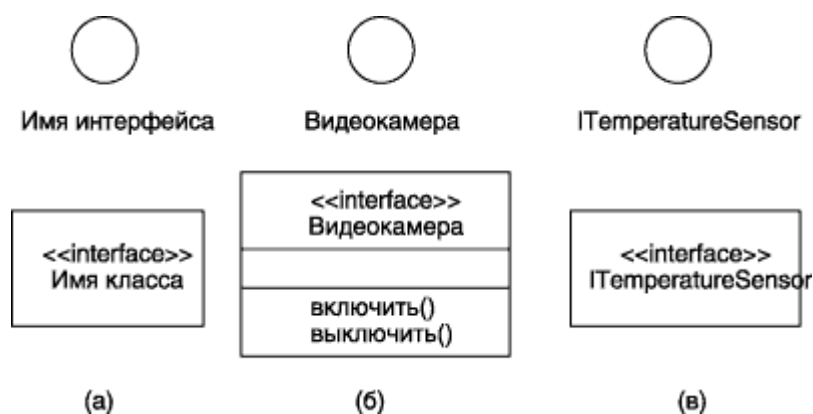 Имя интерфейса
Видеокамера
ITemperatureSensor
<<interface>>
Имя класса
<<interface>>
Видеокамера
включить()
выключить()
<<interface>>
ITemperatureSensor
(а)
(б)
(в)